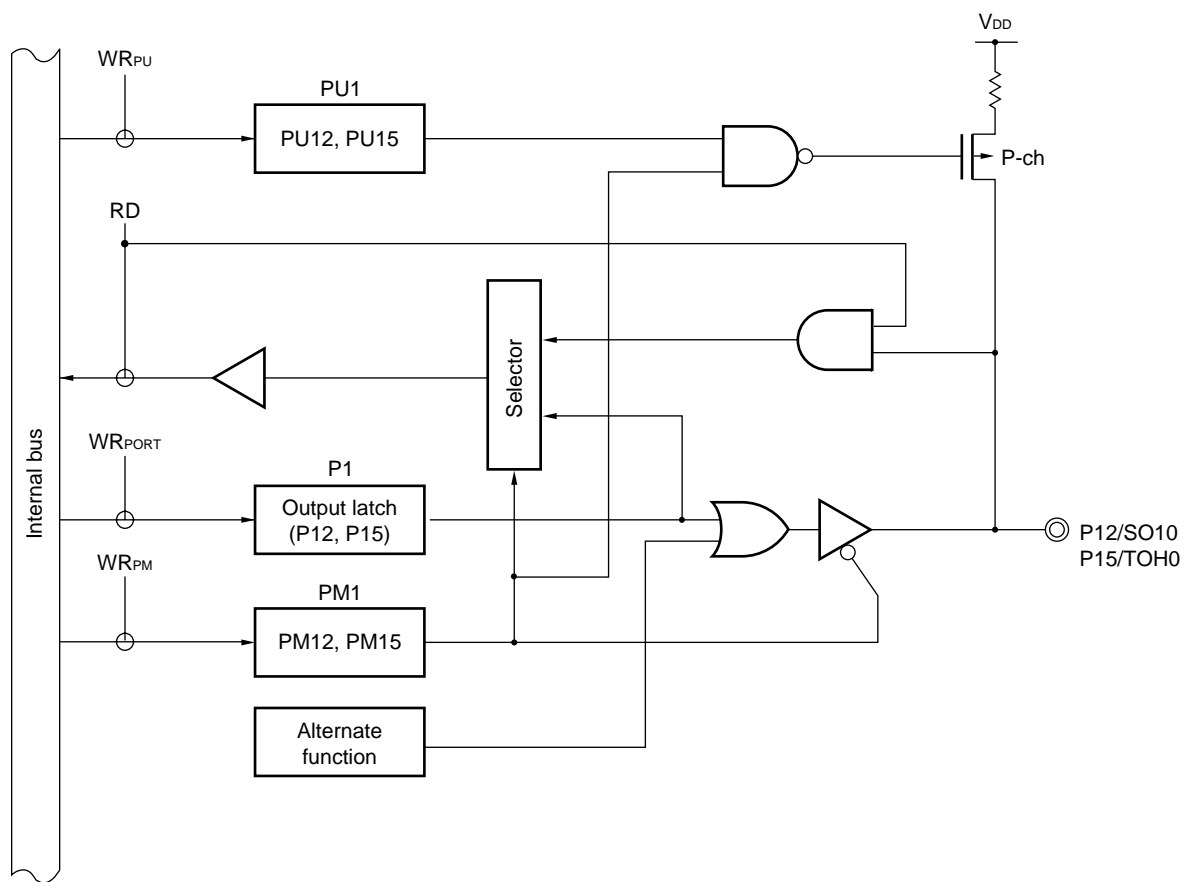 VDD
WRPU
PU1
PU12, PU15
P-ch
RD
Selector
WRPORT
P1
Output latch
(P12, P15)
Internal bus
P12/SO10
P15/TOH0
WRPM
PM1
PM12, PM15
Alternate
function